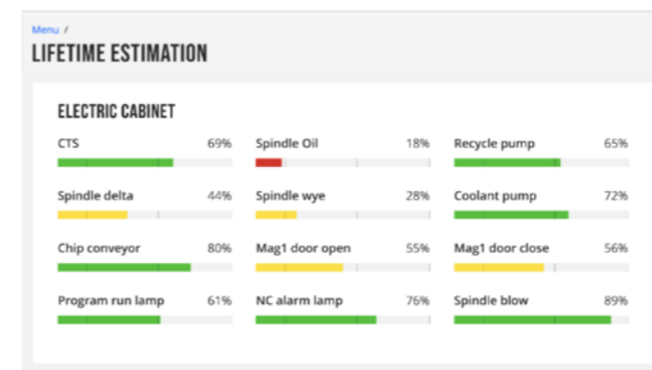 Menu /
LIFETIME ESTIMATION
ELECTRIC CABINET
CTS 69% Spindle Oil 18% Recycle pump 65%
Spindle delta 44% Spindle wye 28% Coolant pump 72%
Chip conveyor 80% Mag1 door open 55% Mag1 door close 56%
Program run lamp 61% NC alarm lamp 76% Spindle blow 89%